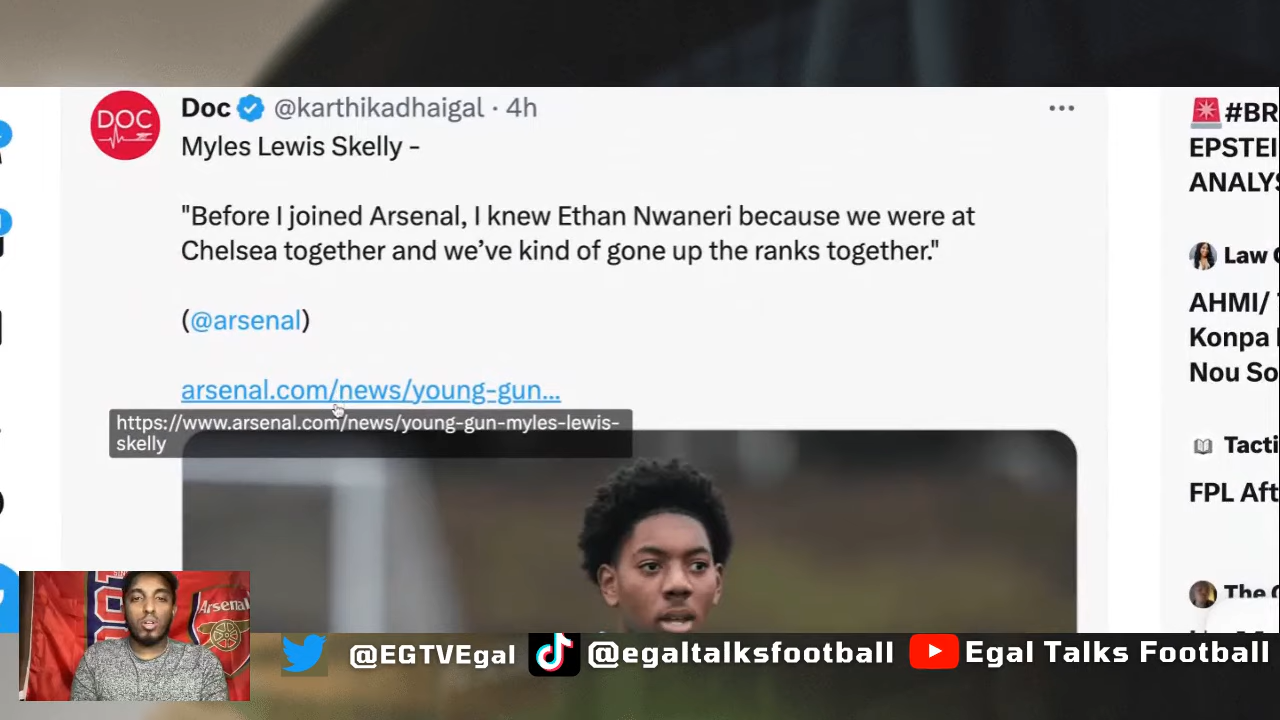 Doc @karthikadhaigal · 4h
Myles Lewis Skelly -
"Before I joined Arsenal, I knew Ethan Nwaneri because we were at
Chelsea together and we’ve kind of gone up the ranks together."
(@arsenal)
arsenal.com/news/young-gun...
https://www.arsenal.com/news/young-gun-myles-lewis-
skelly
DOC
#BR
EPSTEI
ANALYS
Law
AHMI/
Konpa
Nou So
Tacti
FPL Aft
The
Arsenal
@EGTVEgal
@egaltalksfootball
Egal Talks Football